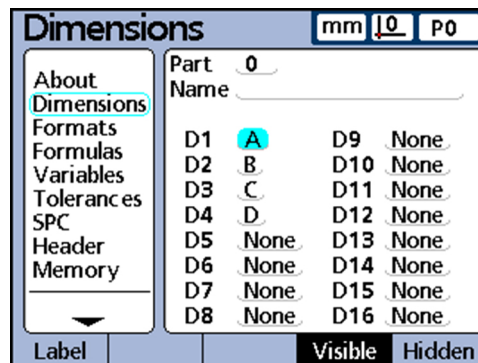 Dimensions mm 0 P0
About
Dimensions
Formats
Formulas
Variables
Tolerances
SPC
Header
Memory
Part 0
Name
D1 A D9 None
D2 B D10 None
D3 C D11 None
D4 D D12 None
D5 None D13 None
D6 None D14 None
D7 None D15 None
D8 None D16 None
Label Visible Hidden